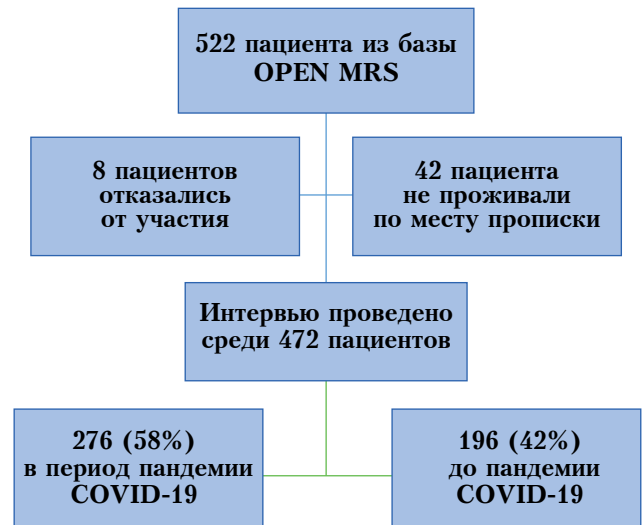 522 пациента из базы
OPEN MRS
8 пациентов
отказались
от участия
42 пациента
не проживали
по месту прописки
Интервью проведено
среди 472 пациентов
276 (58%)
в период пандемии
COVID-19
196 (42%)
до пандемии
COVID-19